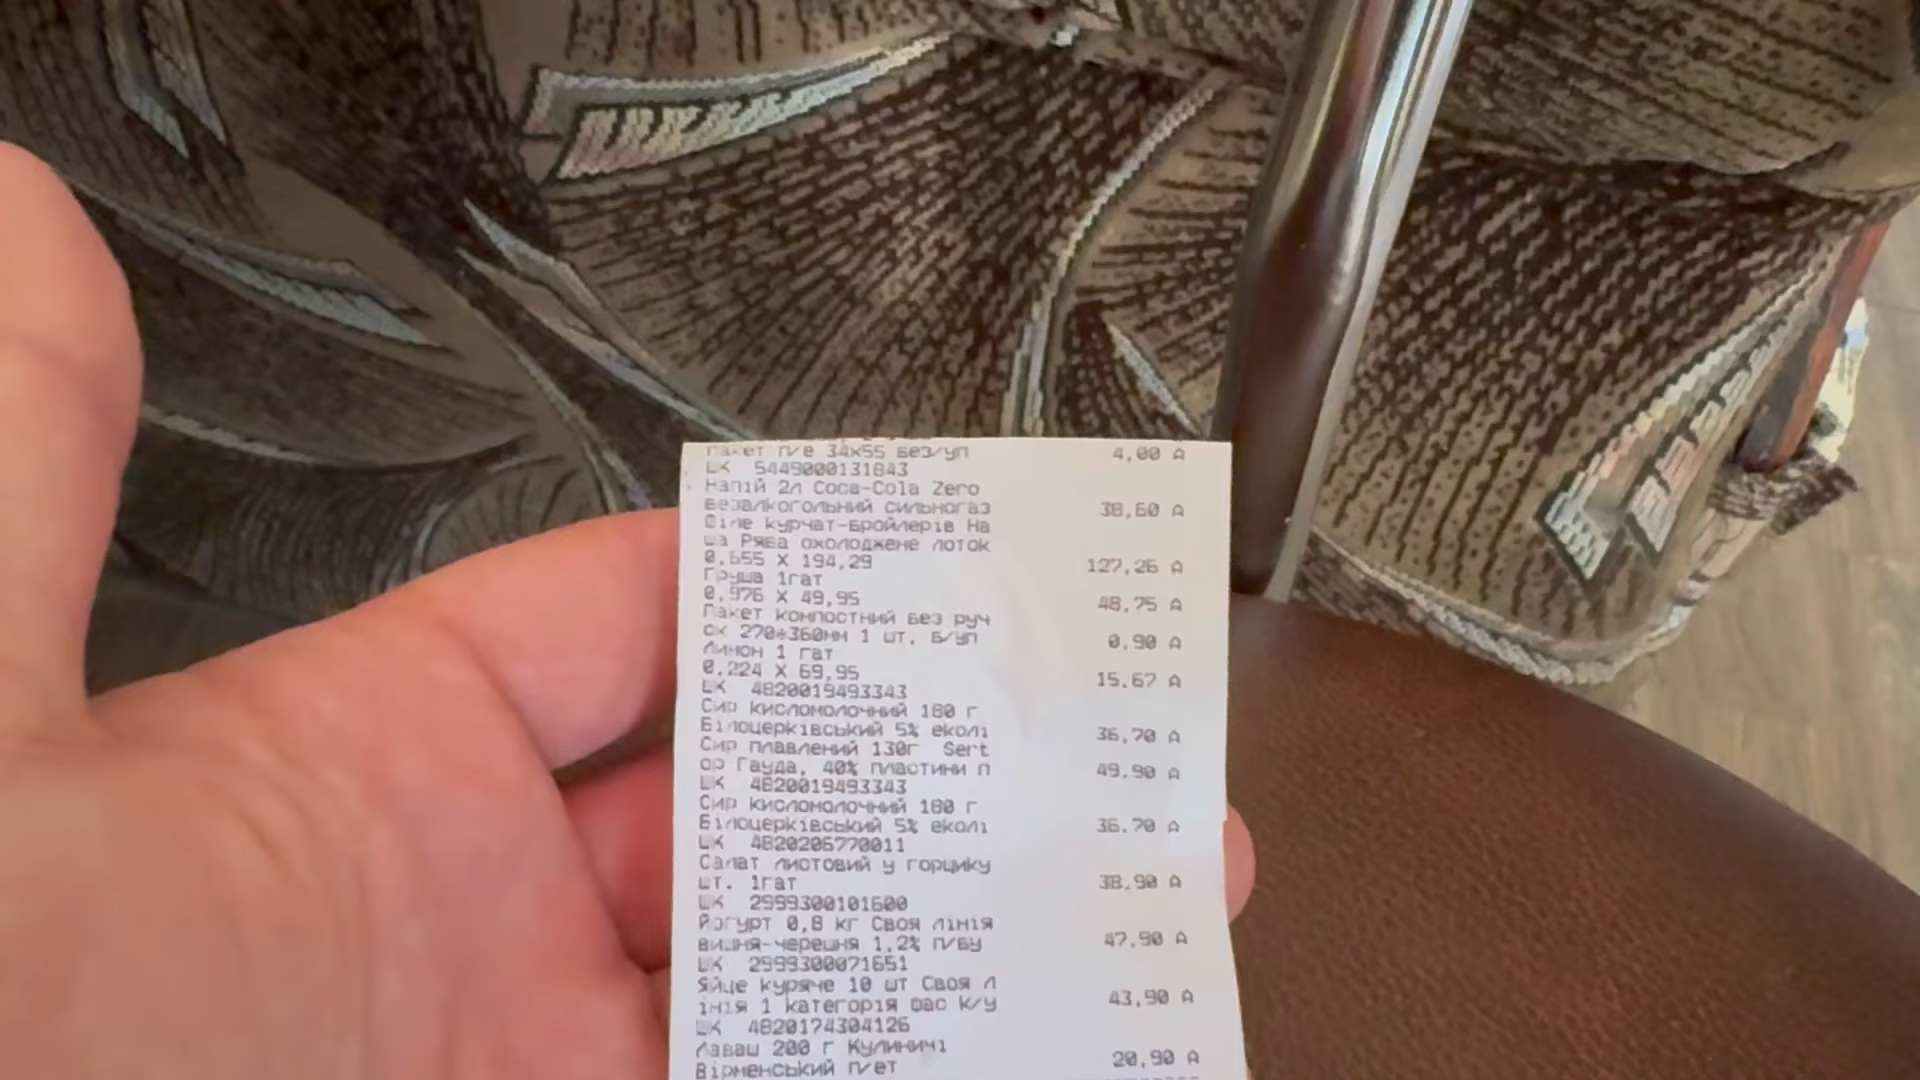 Пакет п/е 34x55 без/уп 4,00 А
ШК 5449000131843
Напій 2л Coca-Cola Zero
Безалкогольний сильногаз 38,60 А
Філе курчат-бройлерів На
ша Ряба охолоджене лоток
0.655 X 194,29 127,26 А
Груша 1гат
0.976 X 49,95 48,75 А
Пакет компостний без руч
ок 270*360мм 1 шт. б/уп 0,90 А
Лимон 1 гат
0.224 X 69,95 15.67 А
ШК 4820019493343
Сир кисломолочний 180 г
Білоцерківський 5% еколі 36,70 А
Сир плавлений 130г Sert
ор Гауда, 40% пластини п 49.90 А
ШК 4820019493343
Сир кисломолочний 180 г
Білоцерківський 5% еколі 36.70 А
ШК 4820206770011
Салат листовий у горщику
шт. 1гат 38.90 А
ШК 2999300101600
Йогурт 0,8 кг Своя лінія
вишня-черешня 1,2% п/бу 47,90 А
ШК 2999300071651
Яйце куряче 10 шт Своя л
інія 1 категорія фас к/у 43,90 А
ШК 4820174304126
Лаваш 200 г Кулиничі
Вірменський п/ет 20,90 А